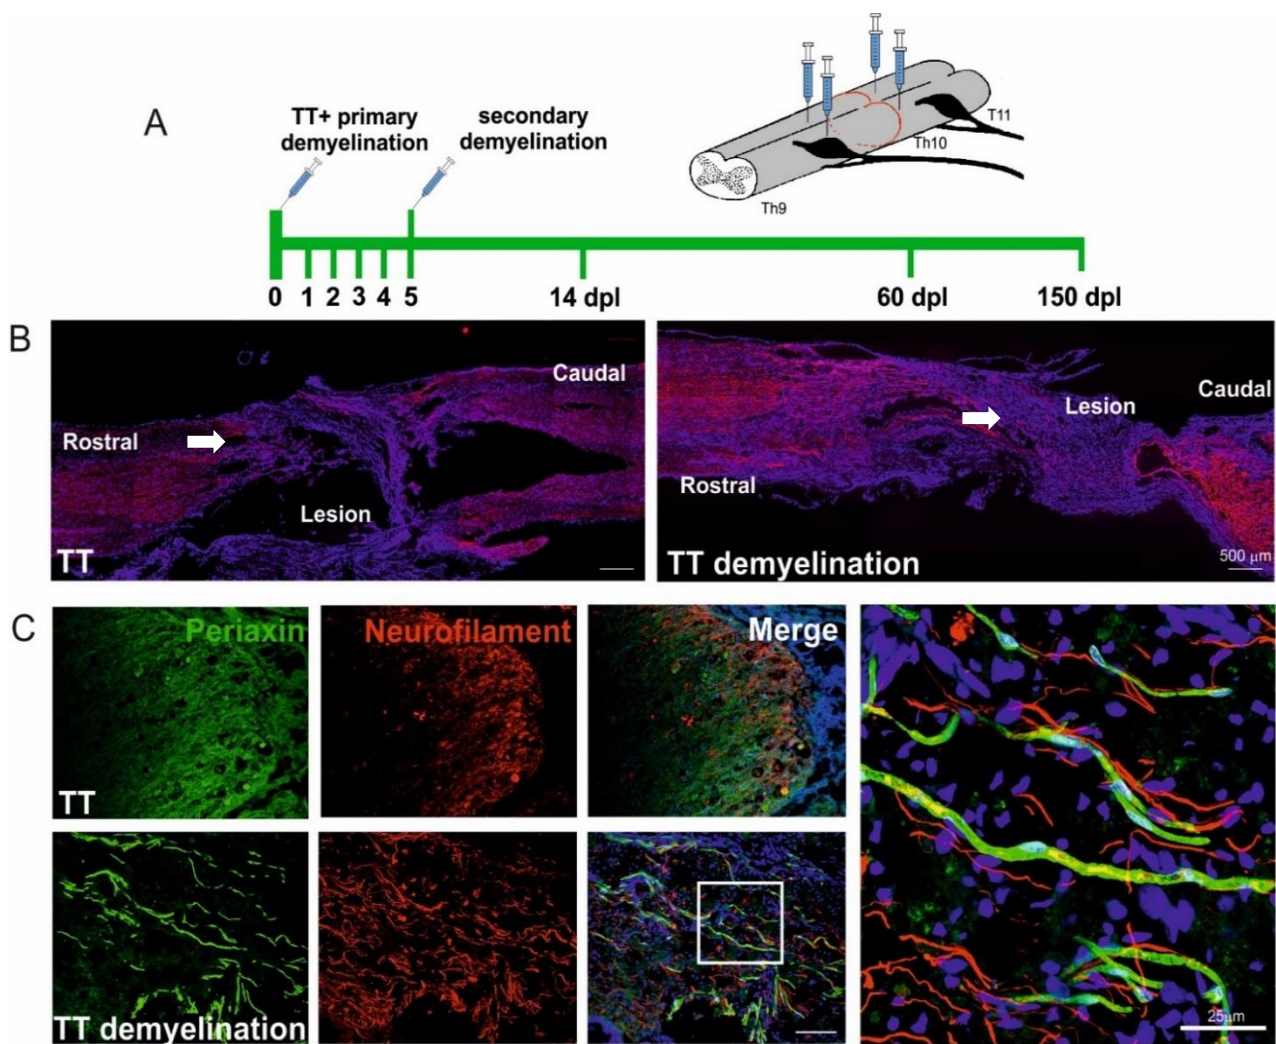 A
TT+ primary
demyelination
secondary
demyelination
T11
Th10
Th9
0 1 2 3 4 5 14 dpl 60 dpl 150 dpl
B
Rostral
Caudal
Lesion
TT
Lesion
Caudal
Rostral
500 µm
TT demyelination
C
Periaxin
Neurofilament
Merge
TT
TT demyelination
25µm